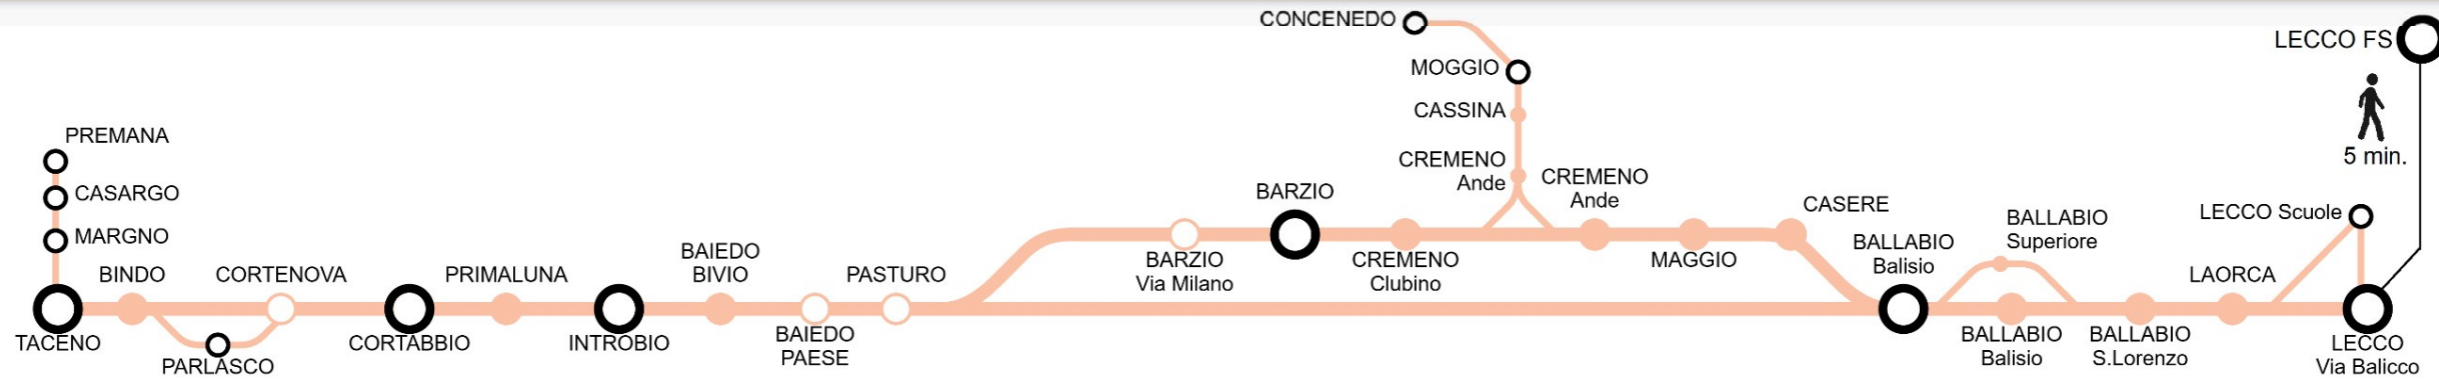 CONCENEDO
MOGGIO
CASSINA
CREMENO
Ande
CREMENO
Ande
LECCO FS
5 min.
PREMANA
CASARGO
MARGNO
BINDO
CORTENOVA
PRIMALUNA
BAIEDO
BIVIO
PASTURO
BARZIO
CASERE
BALLABIO
Balisio
BALLABIO
Superiore
LECCO Scuole
LAORCA
BARZIO
Via Milano
CREMENO
Clubino
MAGGIO
TACENO
PARLASCO
CORTABBIO
INTROBIO
BAIEDO
PAESE
BALLABIO
Balisio
BALLABIO
S.Lorenzo
LECCO
Via Balicco